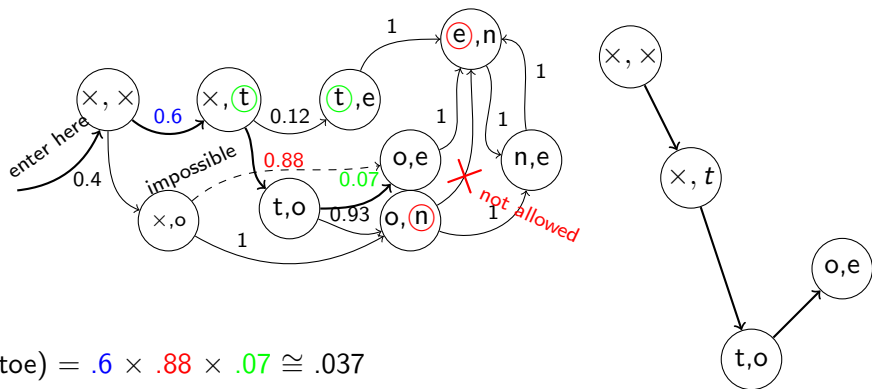 1
e,n
×, ×
×, ×
×,t
t,e
0.6
0.12
1
1
enter here
0.4
impossible
0.88
o,e
n,e
0.07
×,t
×,o
t,o
0.93
o,n
not allowed
1
1
1
o,e
t,o
toe) = .6 × .88 × .07 ≅ .037